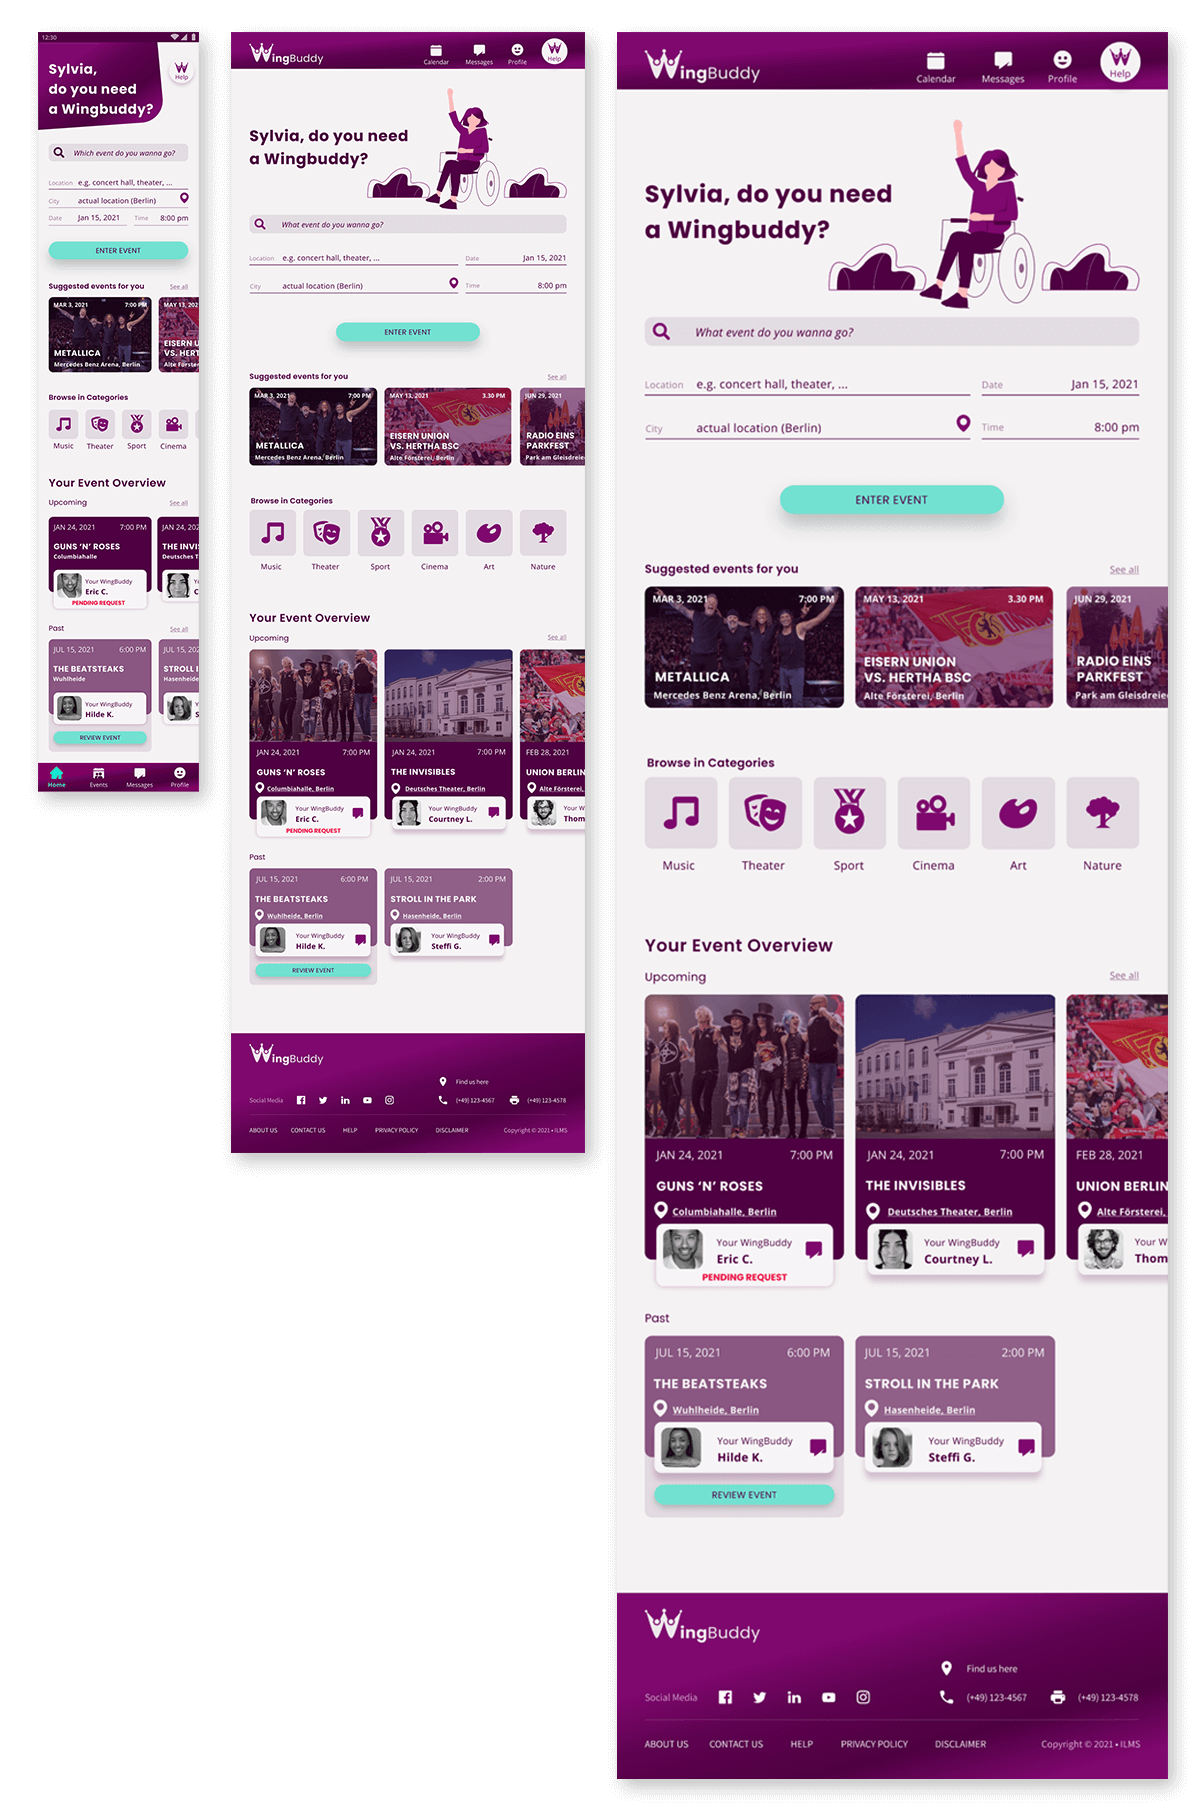 12:30
Sylvia,
do you need
a Wingbuddy?
Help
Which event do you wanna go?
Location e.g. concert hall, theater, ...
City actual location (Berlin)
Date Jan 15, 2021 Time 8:00 pm
ENTER EVENT
Suggested events for you See all
MAR 3, 2021 7:00 PM MAY 13, 202
METALLICA
Mercedes Benz Arena, Berlin
EISERN U
VS. HERT
Alte Förster
Browse in Categories
Music Theater Sport Cinema
Your Event Overview
Upcoming See all
JAN 24, 2021 7:00 PM JAN 24, 202
GUNS ‘N’ ROSES THE INVIS
Columbiahalle Deutsches T
Your WingBuddy
Eric C. C
PENDING REQUEST
Past See all
JUL 15, 2021 6:00 PM JUL 15, 2021
THE BEATSTEAKS STROLL I
Wuhlheide Hasenheide
Your WingBuddy
Hilde K. S
REVIEW EVENT
Home Events Messages Profile
WingBuddy
Calendar Messages Profile Help
Sylvia, do you need
a Wingbuddy?
What event do you wanna go?
Location e.g. concert hall, theater, ... Date Jan 15, 2021
City actual location (Berlin) Time 8:00 pm
ENTER EVENT
Suggested events for you See all
MAR 3, 2021 7:00 PM MAY 13, 2021 3.30 PM JUN 29, 2021
METALLICA
Mercedes Benz Arena, Berlin
EISERN UNION
VS. HERTHA BSC
Alte Försterei, Berlin
RADIO EINS
PARKFEST
Park am Gleisdreie
Browse in Categories
Music Theater Sport Cinema Art Nature
Your Event Overview
Upcoming See all
JAN 24, 2021 7:00 PM JAN 24, 2021 7:00 PM FEB 28, 2021
GUNS ‘N’ ROSES THE INVISIBLES UNION BERLIN
Columbiahalle, Berlin Deutsches Theater, Berlin Alte Försterei,
Your WingBuddy Your WingBuddy Your W
Eric C. Courtney L. Thom
PENDING REQUEST
Past
JUL 15, 2021 6:00 PM JUL 15, 2021 2:00 PM
THE BEATSTEAKS STROLL IN THE PARK
Wuhlheide, Berlin Hasenheide, Berlin
Your WingBuddy Your WingBuddy
Hilde K. Steffi G.
REVIEW EVENT
WingBuddy
Find us here
Social Media (+49) 123-4567 (+49) 123-4578
ABOUT US CONTACT US HELP PRIVACY POLICY DISCLAIMER Copyright © 2021 • ILMS
WingBuddy
Calendar Messages Profile Help
Sylvia, do you need
a Wingbuddy?
What event do you wanna go?
Location e.g. concert hall, theater, ... Date Jan 15, 2021
City actual location (Berlin) Time 8:00 pm
ENTER EVENT
Suggested events for you See all
MAR 3, 2021 7:00 PM MAY 13, 2021 3.30 PM JUN 29, 2021
METALLICA
Mercedes Benz Arena, Berlin
EISERN UNION
VS. HERTHA BSC
Alte Försterei, Berlin
RADIO EINS
PARKFEST
Park am Gleisdreie
Browse in Categories
Music Theater Sport Cinema Art Nature
Your Event Overview
Upcoming See all
JAN 24, 2021 7:00 PM JAN 24, 2021 7:00 PM FEB 28, 2021
GUNS ‘N’ ROSES THE INVISIBLES UNION BERLIN
Columbiahalle, Berlin Deutsches Theater, Berlin Alte Försterei,
Your WingBuddy Your WingBuddy Your W
Eric C. Courtney L. Thom
PENDING REQUEST
Past
JUL 15, 2021 6:00 PM JUL 15, 2021 2:00 PM
THE BEATSTEAKS STROLL IN THE PARK
Wuhlheide, Berlin Hasenheide, Berlin
Your WingBuddy Your WingBuddy
Hilde K. Steffi G.
REVIEW EVENT
WingBuddy
Find us here
Social Media (+49) 123-4567 (+49) 123-4578
ABOUT US CONTACT US HELP PRIVACY POLICY DISCLAIMER Copyright © 2021 • ILMS